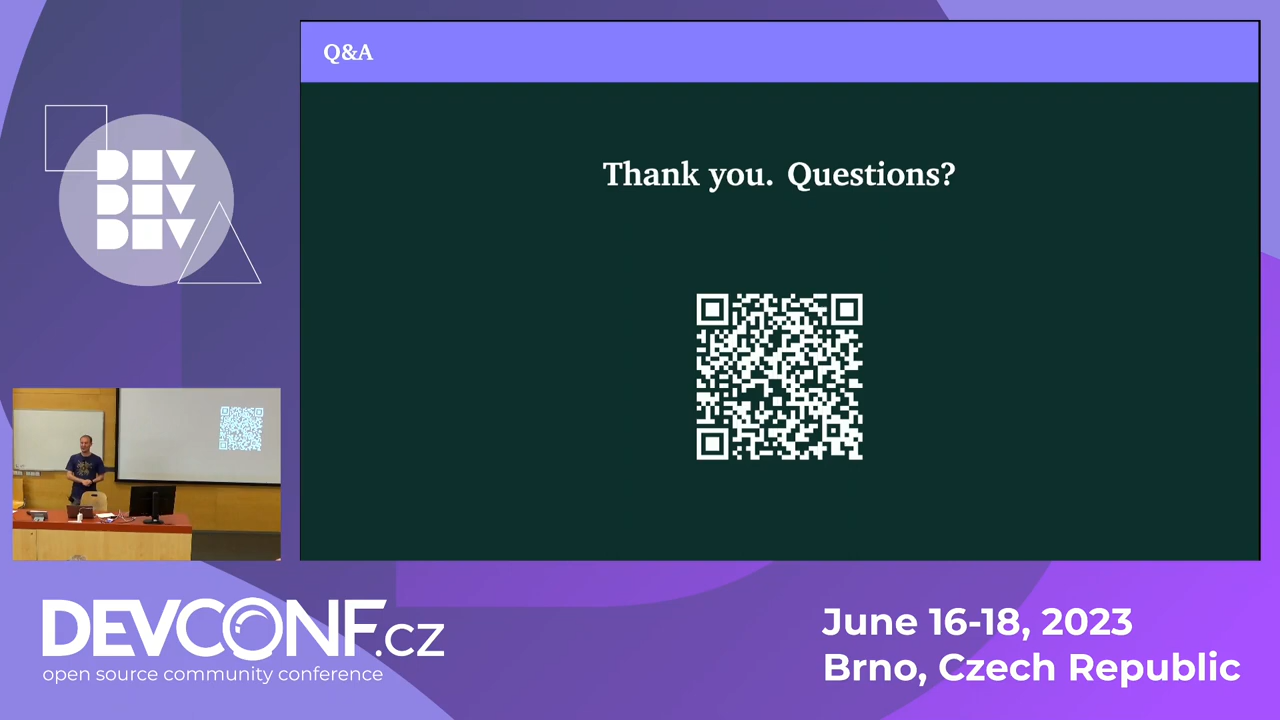 Q&A
Thank you. Questions?
DEV
DEV
DEV
DEVCONF.cz
open source community conference
June 16-18, 2023
Brno, Czech Republic